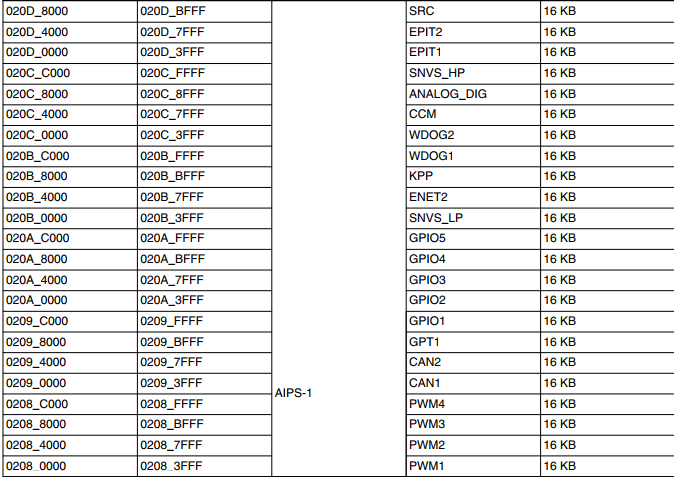 020D_8000 020D_BFFF SRC 16 KB
020D_4000 020D_7FFF EPIT2 16 KB
020D_0000 020D_3FFF EPIT1 16 KB
020C_C000 020C_FFFF SNVS_HP 16 KB
020C_8000 020C_8FFF ANALOG_DIG 16 KB
020C_4000 020C_7FFF CCM 16 KB
020C_0000 020C_3FFF WDOG2 16 KB
020B_C000 020B_FFFF WDOG1 16 KB
020B_8000 020B_BFFF KPP 16 KB
020B_4000 020B_7FFF ENET2 16 KB
020B_0000 020B_3FFF SNVS_LP 16 KB
020A_C000 020A_FFFF GPIO5 16 KB
020A_8000 020A_BFFF GPIO4 16 KB
020A_4000 020A_7FFF GPIO3 16 KB
020A_0000 020A_3FFF GPIO2 16 KB
0209_C000 0209_FFFF GPIO1 16 KB
0209_8000 0209_BFFF GPT1 16 KB
0209_4000 0209_7FFF CAN2 16 KB
0209_0000 0209_3FFF CAN1 16 KB
AIPS-1
0208_C000 0208_FFFF PWM4 16 KB
0208_8000 0208_BFFF PWM3 16 KB
0208_4000 0208_7FFF PWM2 16 KB
0208_0000 0208_3FFF PWM1 16 KB